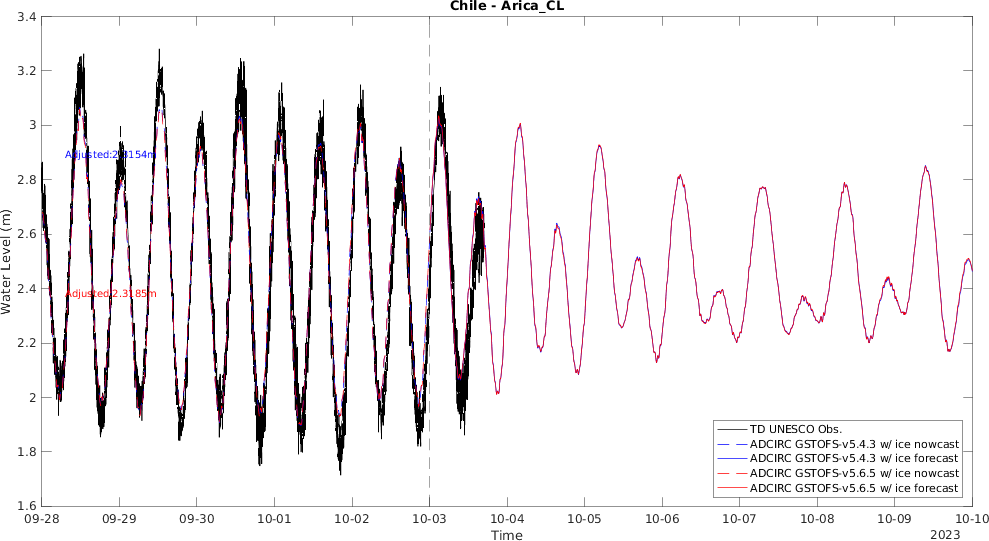 Chile - Arica_CL
3.4
3.2
3
2.8
2.6
2.4
2.2
2
1.8
1.6
Water Level (m)
Adjusted:2.3154m
Adjusted:2.3185m
TD UNESCO Obs.
ADCIRC GSTOFS-v5.4.3 w/ ice nowcast
ADCIRC GSTOFS-v5.4.3 w/ ice forecast
ADCIRC GSTOFS-v5.6.5 w/ ice nowcast
ADCIRC GSTOFS-v5.6.5 w/ ice forecast
09-28 09-29 09-30 10-01 10-02 10-03 10-04 10-05 10-06 10-07 10-08 10-09 10-10
Time
2023